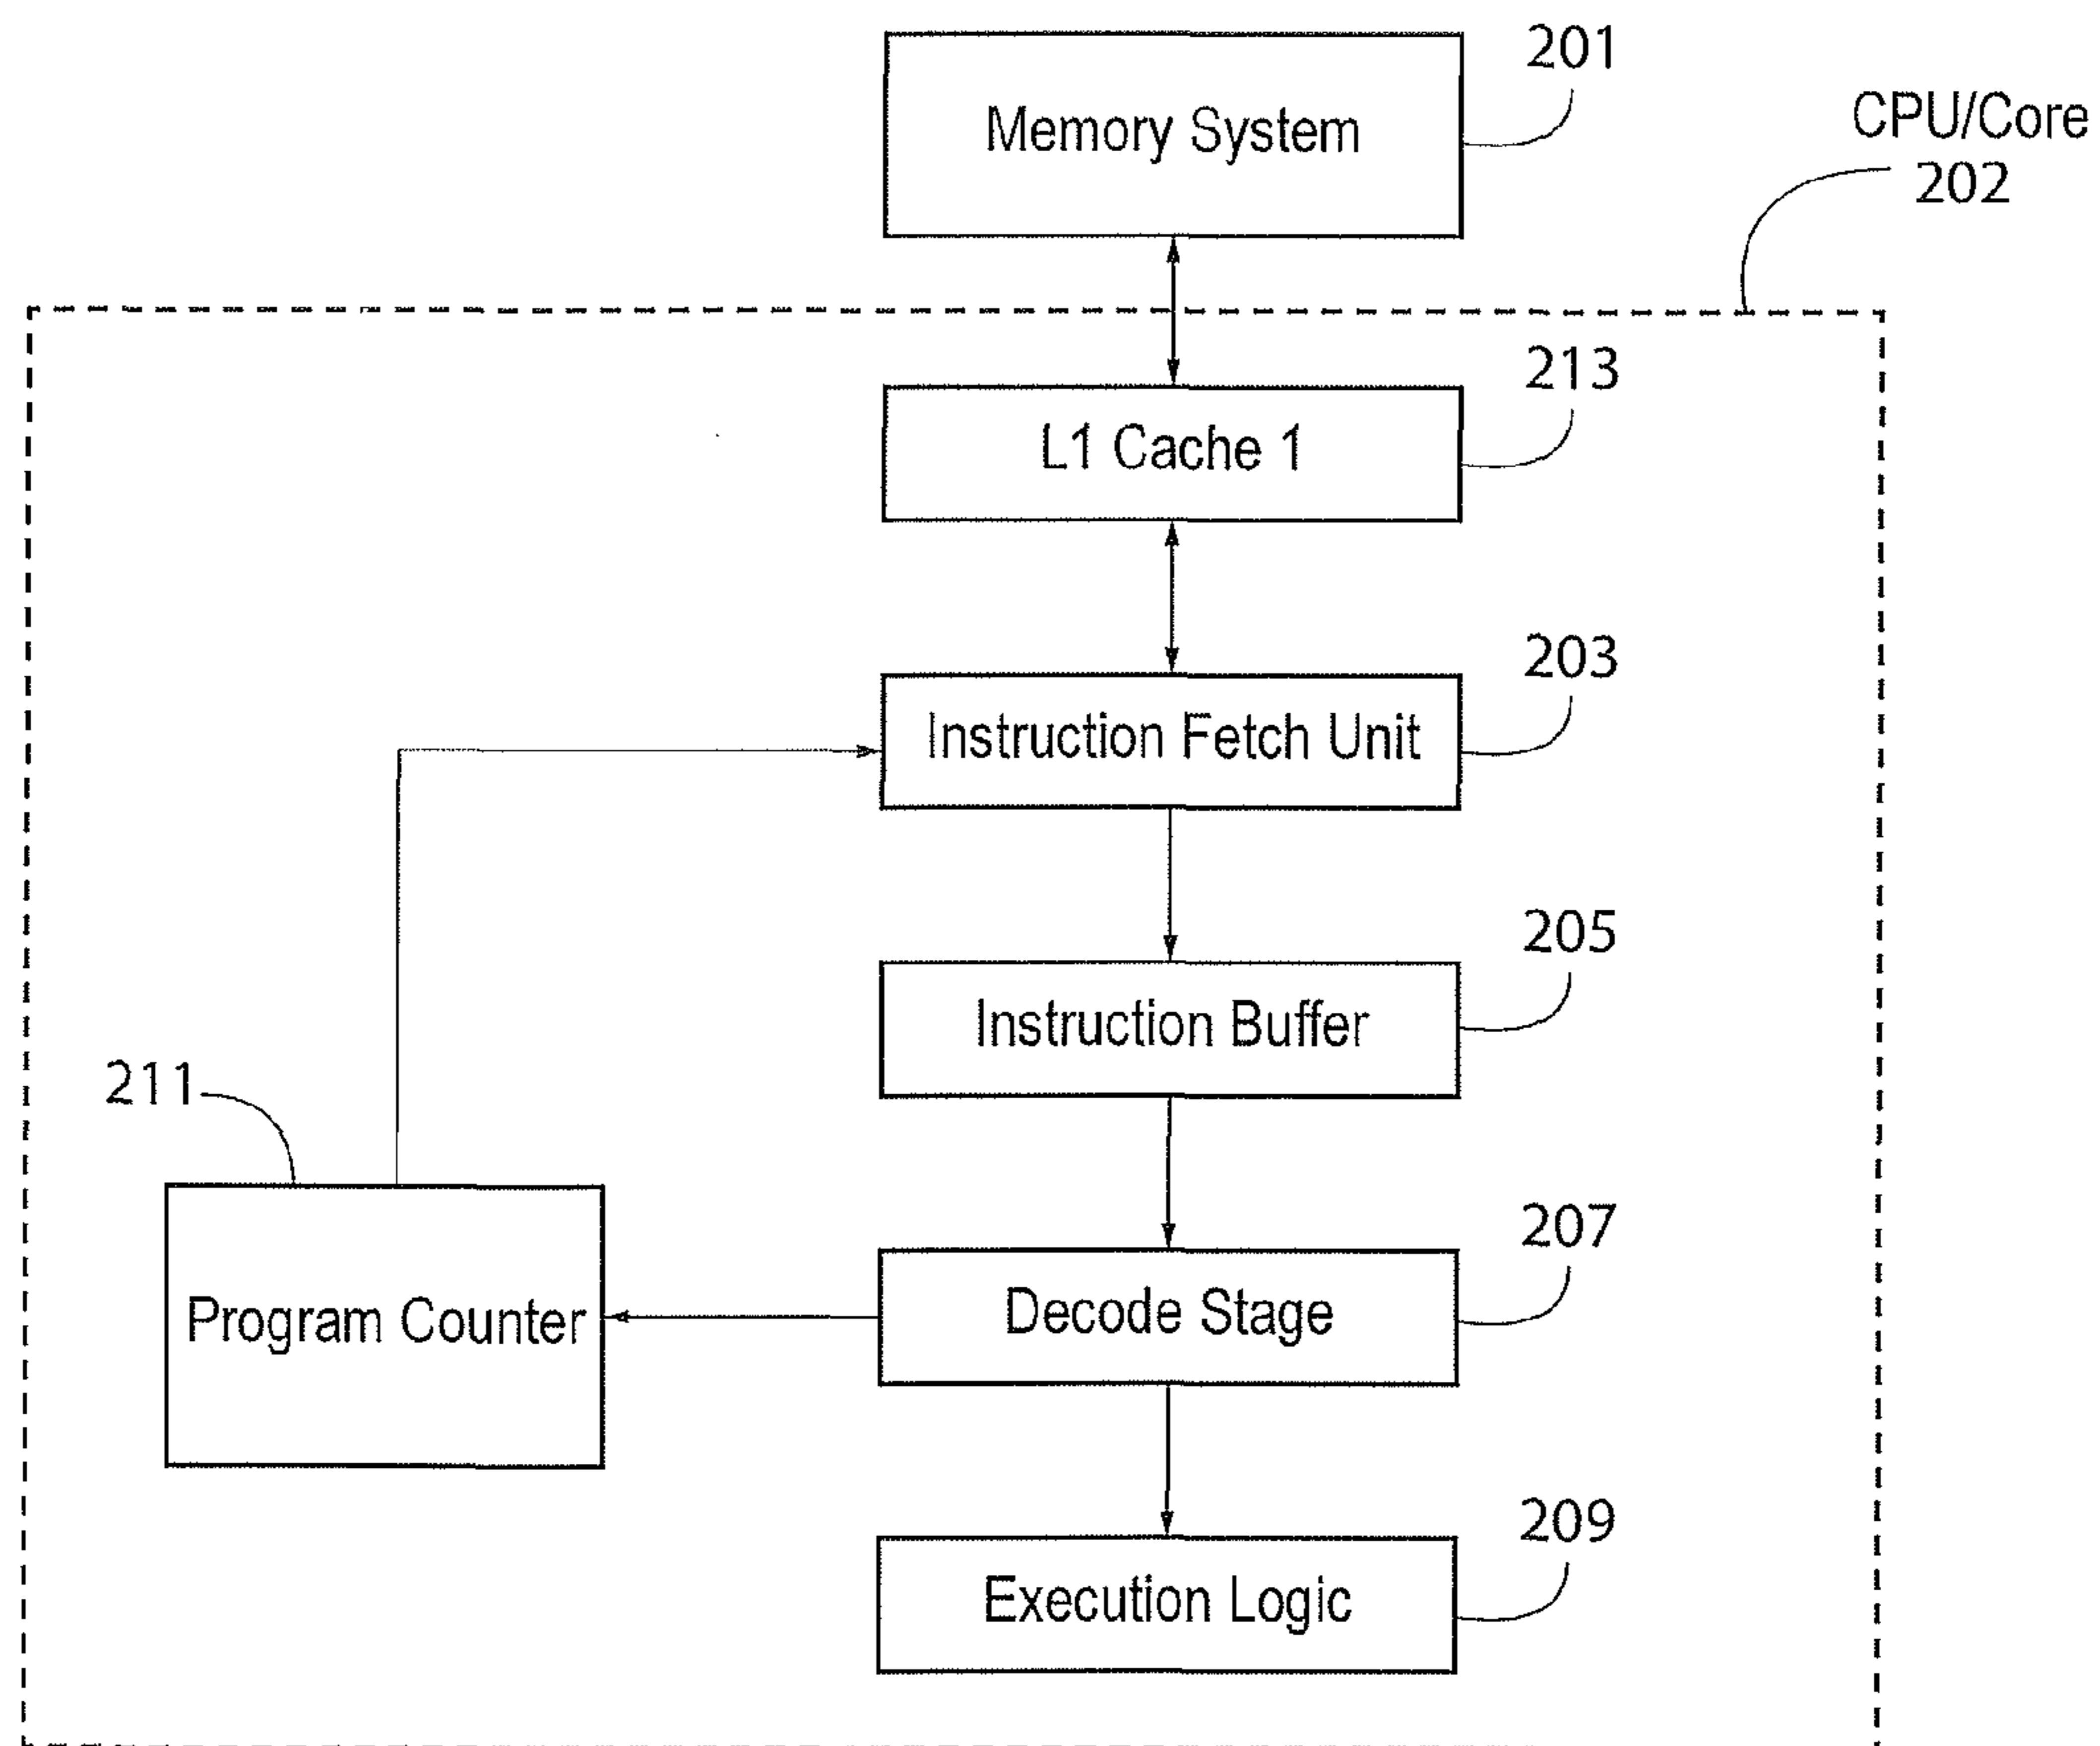 201
Memory System
CPU/Core
202
213
L1 Cache 1
203
Instruction Fetch Unit
205
Instruction Buffer
211
207
Program Counter
Decode Stage
209
Execution Logic